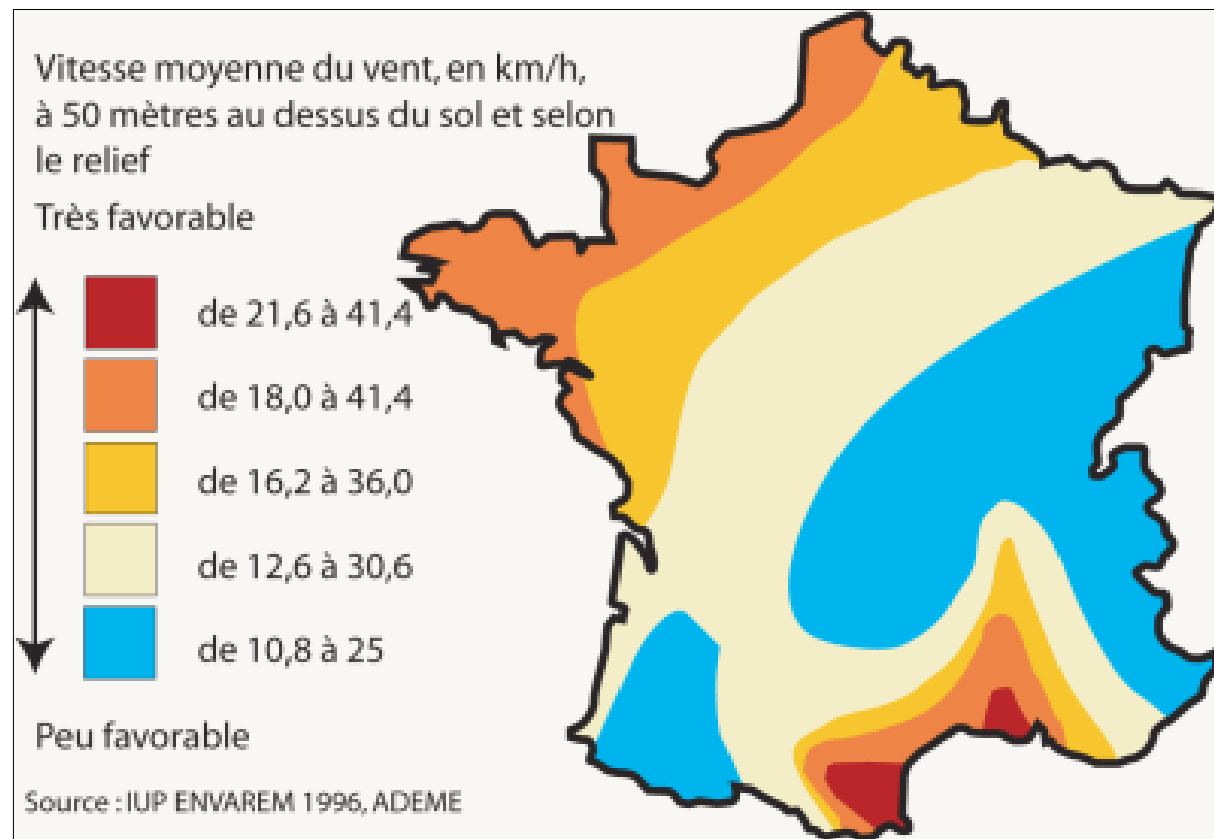 Vitesse moyenne du vent, en km/h,
à 50 mètres au dessus du sol et selon
le relief
Très favorable
de 21,6 à 41,4
de 18,0 à 41,4
de 16,2 à 36,0
de 12,6 à 30,6
de 10,8 à 25
Peu favorable
Source : IUP ENVAREM 1996, ADEME